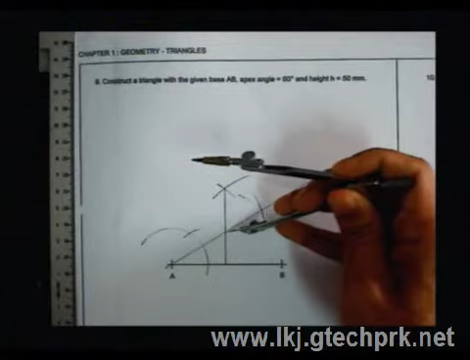 CHAPTER 1 : GEOMETRY - TRIANGLES
9. Construct a triangle with the given base AB, apex angle = 60° and height h = 50 mm.
10
A
B
www.lkj.gtechprk.net